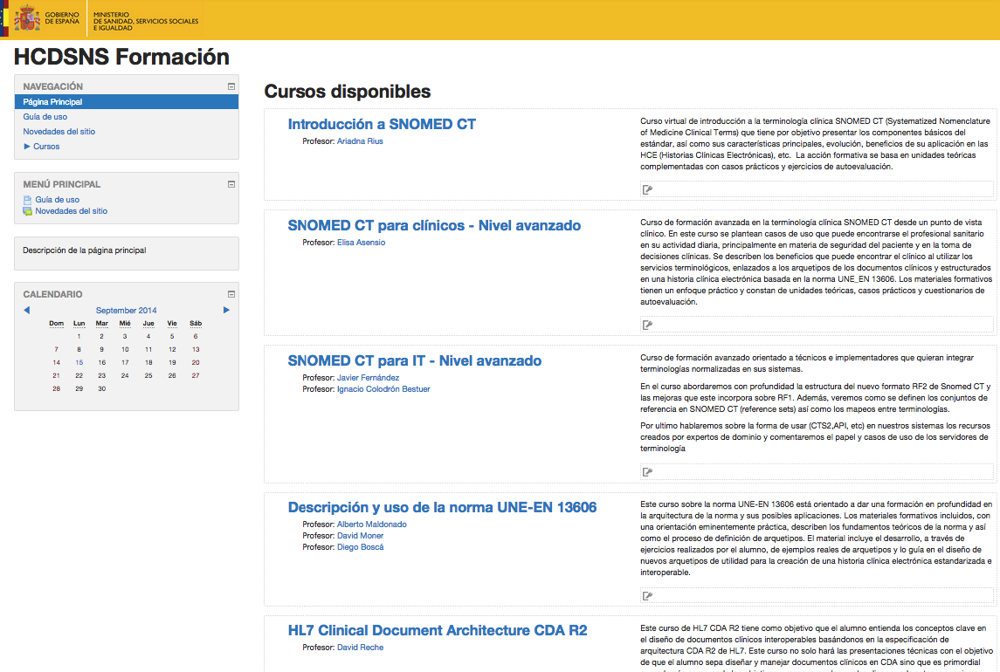 GOBIERNO
DE ESPAÑA
MINISTERIO
DE SANIDAD, SERVICIOS SOCIALES
E IGUALDAD
HCDSNS Formación
NAVEGACIÓN
Página Principal
Guía de uso
Novedades del sitio
Cursos
MENÚ PRINCIPAL
Guía de uso
Novedades del sitio
Descripción de la página principal
CALENDARIO
September 2014
Dom Lun Mar Mié Jue Vie Sáb
1 2 3 4 5 6
7 8 9 10 11 12 13
14 15 16 17 18 19 20
21 22 23 24 25 26 27
28 29 30
Cursos disponibles
Introducción a SNOMED CT
Profesor: Ariadna Rius
Curso virtual de introducción a la terminología clínica SNOMED CT (Systematized Nomenclature
of Medicine Clinical Terms) que tiene por objetivo presentar los componentes básicos del
estándar, así como sus características principales, evolución, beneficios de su aplicación en las
HCE (Historias Clínicas Electrónicas), etc. La acción formativa se basa en unidades teóricas
complementadas con casos prácticos y ejercicios de autoevaluación.
SNOMED CT para clínicos - Nivel avanzado
Profesor: Elisa Asensio
Curso de formación avanzada en la terminología clínica SNOMED CT desde un punto de vista
clínico. En este curso se plantean casos de uso que puede encontrarse el profesional sanitario
en su actividad diaria, principalmente en materia de seguridad del paciente y en la toma de
decisiones clínicas. Se describen los beneficios que puede encontrar el clínico al utilizar los
servicios terminológicos, enlazados a los arquetipos de los documentos clínicos y estructurados
en una historia clínica electrónica basada en la norma UNE_EN 13606. Los materiales formativos
tienen un enfoque práctico y constan de unidades teóricas, casos prácticos y cuestionarios de
autoevaluación.
SNOMED CT para IT - Nivel avanzado
Profesor: Javier Fernández
Profesor: Ignacio Colodrón Bestuer
Curso de formación avanzado orientado a técnicos e implementadores que quieran integrar
terminologías normalizadas en sus sistemas.
En el curso abordaremos con profundidad la estructura del nuevo formato RF2 de Snomed CT y
las mejoras que este incorpora sobre RF1. Además, veremos como se definen los conjuntos de
referencia en SNOMED CT (reference sets) así como los mapeos entre terminologías.
Por ultimo hablaremos sobre la forma de usar (CTS2,API, etc) en nuestros sistemas los recursos
creados por expertos de dominio y comentaremos el papel y casos de uso de los servidores de
terminología
Descripción y uso de la norma UNE-EN 13606
Profesor: Alberto Maldonado
Profesor: David Moner
Profesor: Diego Boscá
Este curso sobre la norma UNE-EN 13606 está orientado a dar una formación en profundidad en
la arquitectura de la norma y sus posibles aplicaciones. Los materiales formativos incluidos, con
una orientación eminentemente práctica, describen los fundamentos teóricos de la norma y así
como el proceso de definición de arquetipos. El material incluye el desarrollo, a través de
ejercicios realizados por el alumno, de ejemplos reales de arquetipos y lo guía en el diseño de
nuevos arquetipos de utilidad para la creación de una historia clínica electrónica estandarizada e
interoperable.
HL7 Clinical Document Architecture CDA R2
Profesor: David Reche
Este curso de HL7 CDA R2 tiene como objetivo que el alumno entienda los conceptos clave en
el diseño de documentos clínicos interoperables basándonos en la especificación de
arquitectura CDA R2 de HL7. Este curso no solo hará las presentaciones técnicas con el objetivo
de que el alumno sepa diseñar y manejar documentos clínicos en CDA sino que es primordial